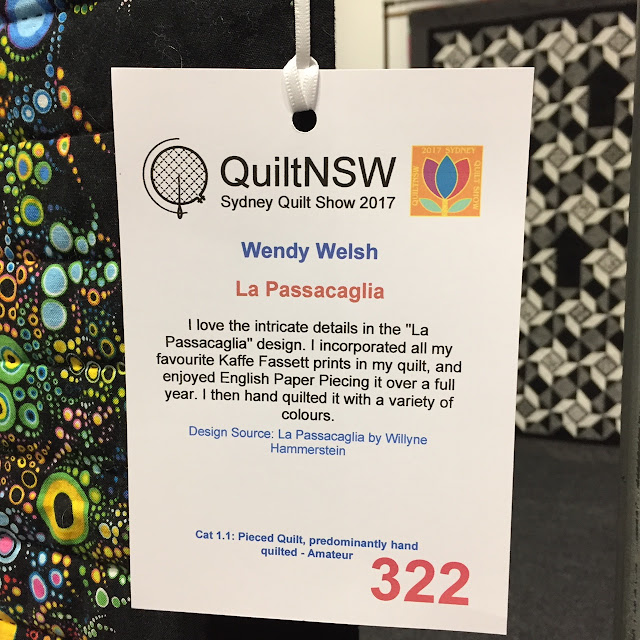 QuiltNSW
Sydney Quilt Show 2017
2017 SYDNEY
QUILTNSW
QUILT SHOW
Wendy Welsh
La Passacaglia
I love the intricate details in the "La
Passacaglia" design. I incorporated all my
favourite Kaffe Fassett prints in my quilt, and
enjoyed English Paper Piecing it over a full
year. I then hand quilted it with a variety of
colours.
Design Source: La Passacaglia by Willyne
Hammerstein
Cat 1.1: Pieced Quilt, predominantly hand
quilted - Amateur
322